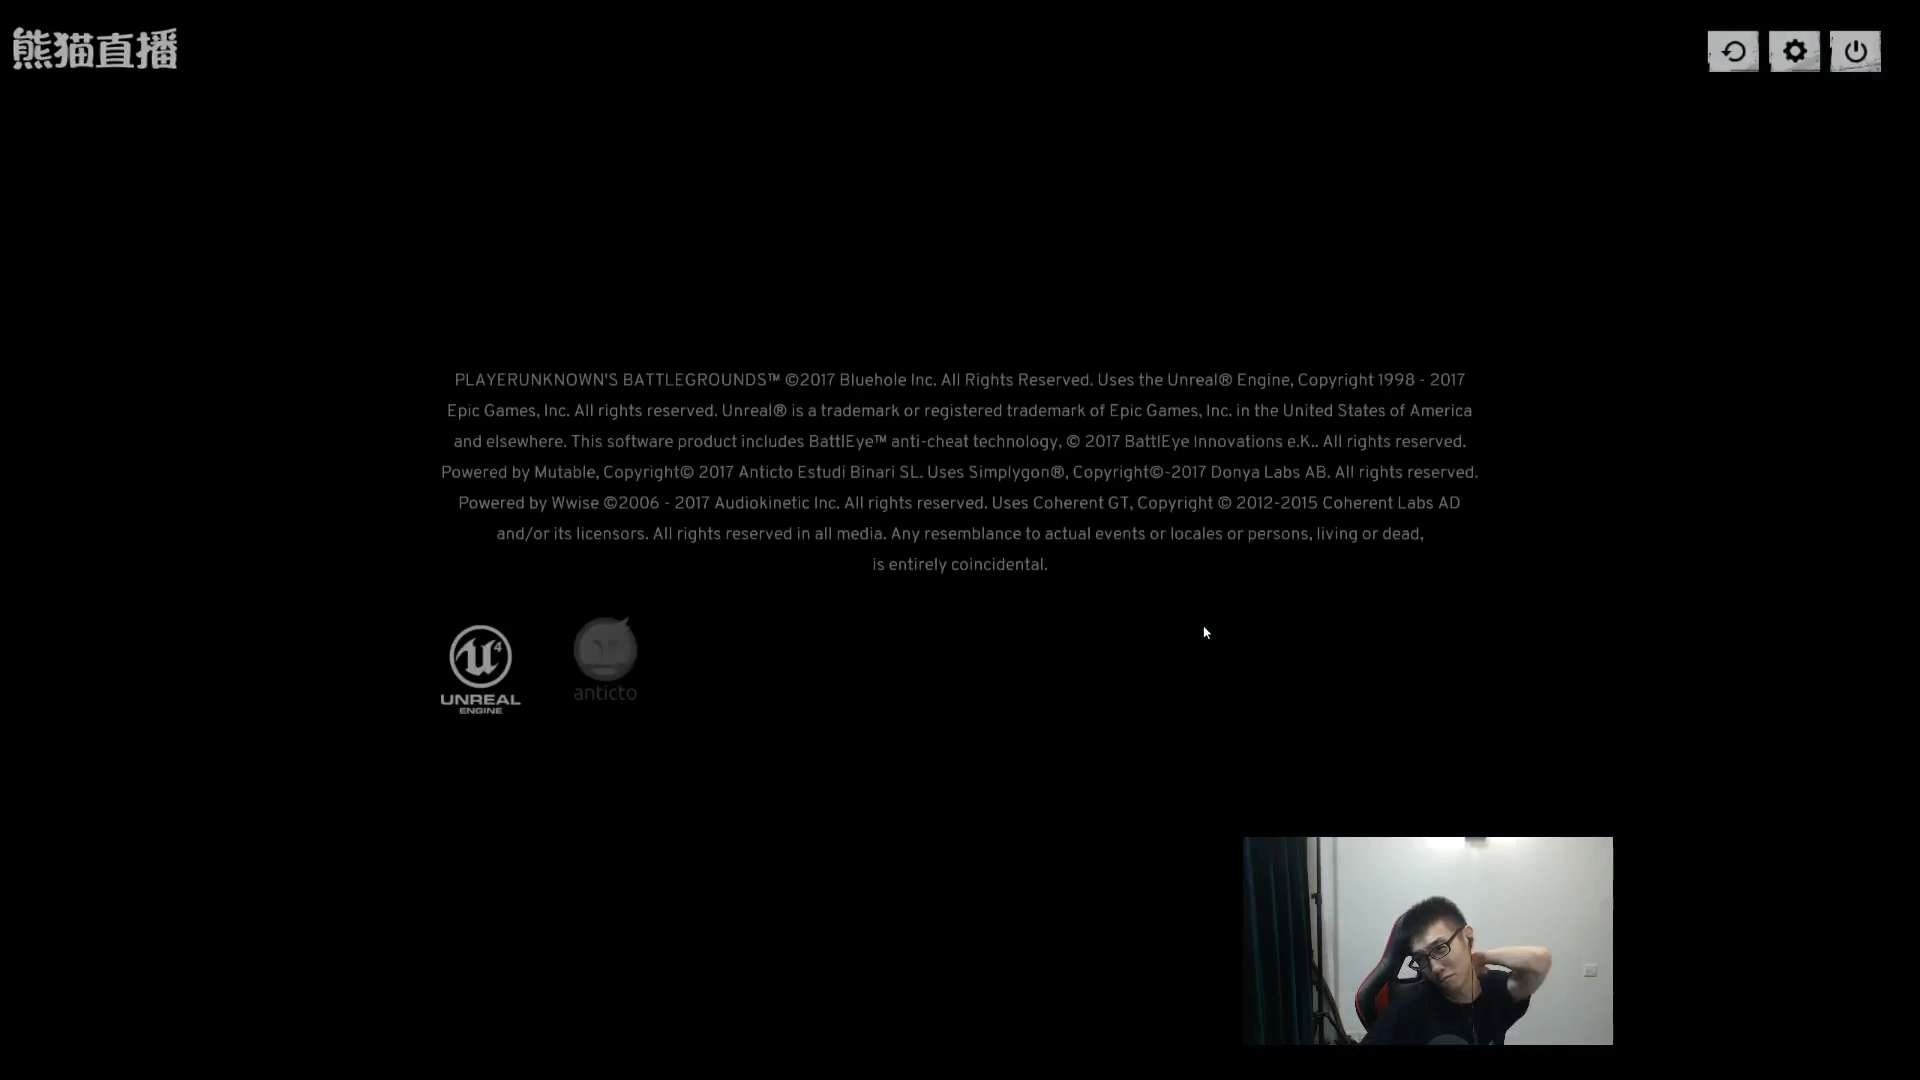 熊猫直播
PLAYERUNKNOWN'S BATTLEGROUNDS™ ©2017 Bluehole Inc. All Rights Reserved. Uses the Unreal® Engine, Copyright 1998 - 2017
Epic Games, Inc. All rights reserved. Unreal® is a trademark or registered trademark of Epic Games, Inc. in the United States of America
and elsewhere. This software product includes BattlEye™ anti-cheat technology, © 2017 BattlEye Innovations e.K.. All rights reserved.
Powered by Mutable, Copyright© 2017 Anticto Estudi Binari SL. Uses Simplygon®, Copyright©-2017 Donya Labs AB. All rights reserved.
Powered by Wwise ©2006 - 2017 Audiokinetic Inc. All rights reserved. Uses Coherent GT, Copyright © 2012-2015 Coherent Labs AD
and/or its licensors. All rights reserved in all media. Any resemblance to actual events or locales or persons, living or dead,
is entirely coincidental.
U4
UNREAL
ENGINE
anticto